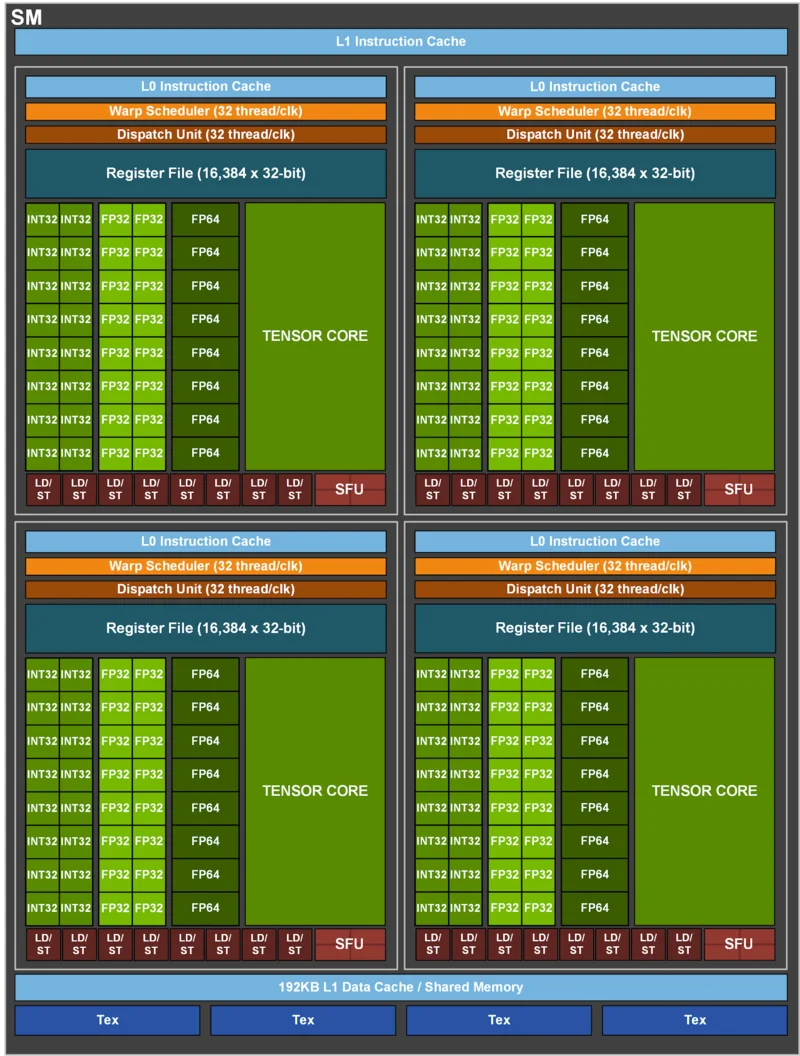 SM
L1 Instruction Cache
L0 Instruction Cache L0 Instruction Cache
Warp Scheduler (32 thread/clk) Warp Scheduler (32 thread/clk)
Dispatch Unit (32 thread/clk) Dispatch Unit (32 thread/clk)
Register File (16,384 x 32-bit) Register File (16,384 x 32-bit)
INT32 INT32 FP32 FP32 FP64 INT32 INT32 FP32 FP32 FP64
INT32 INT32 FP32 FP32 FP64 INT32 INT32 FP32 FP32 FP64
INT32 INT32 FP32 FP32 FP64 INT32 INT32 FP32 FP32 FP64
INT32 INT32 FP32 FP32 FP64 INT32 INT32 FP32 FP32 FP64
TENSOR CORE TENSOR CORE
INT32 INT32 FP32 FP32 FP64 INT32 INT32 FP32 FP32 FP64
INT32 INT32 FP32 FP32 FP64 INT32 INT32 FP32 FP32 FP64
INT32 INT32 FP32 FP32 FP64 INT32 INT32 FP32 FP32 FP64
INT32 INT32 FP32 FP32 FP64 INT32 INT32 FP32 FP32 FP64
LD/ LD/ LD/ LD/ LD/ LD/ LD/ LD/ SFU LD/ LD/ LD/ LD/ LD/ LD/ LD/ LD/ SFU
ST ST ST ST ST ST ST ST ST ST ST ST ST ST ST ST
L0 Instruction Cache L0 Instruction Cache
Warp Scheduler (32 thread/clk) Warp Scheduler (32 thread/clk)
Dispatch Unit (32 thread/clk) Dispatch Unit (32 thread/clk)
Register File (16,384 x 32-bit) Register File (16,384 x 32-bit)
INT32 INT32 FP32 FP32 FP64 INT32 INT32 FP32 FP32 FP64
INT32 INT32 FP32 FP32 FP64 INT32 INT32 FP32 FP32 FP64
INT32 INT32 FP32 FP32 FP64 INT32 INT32 FP32 FP32 FP64
INT32 INT32 FP32 FP32 FP64 INT32 INT32 FP32 FP32 FP64
TENSOR CORE TENSOR CORE
INT32 INT32 FP32 FP32 FP64 INT32 INT32 FP32 FP32 FP64
INT32 INT32 FP32 FP32 FP64 INT32 INT32 FP32 FP32 FP64
INT32 INT32 FP32 FP32 FP64 INT32 INT32 FP32 FP32 FP64
INT32 INT32 FP32 FP32 FP64 INT32 INT32 FP32 FP32 FP64
LD/ LD/ LD/ LD/ LD/ LD/ LD/ LD/ SFU LD/ LD/ LD/ LD/ LD/ LD/ LD/ LD/ SFU
ST ST ST ST ST ST ST ST ST ST ST ST ST ST ST ST
192KB L1 Data Cache / Shared Memory
Tex Tex Tex Tex